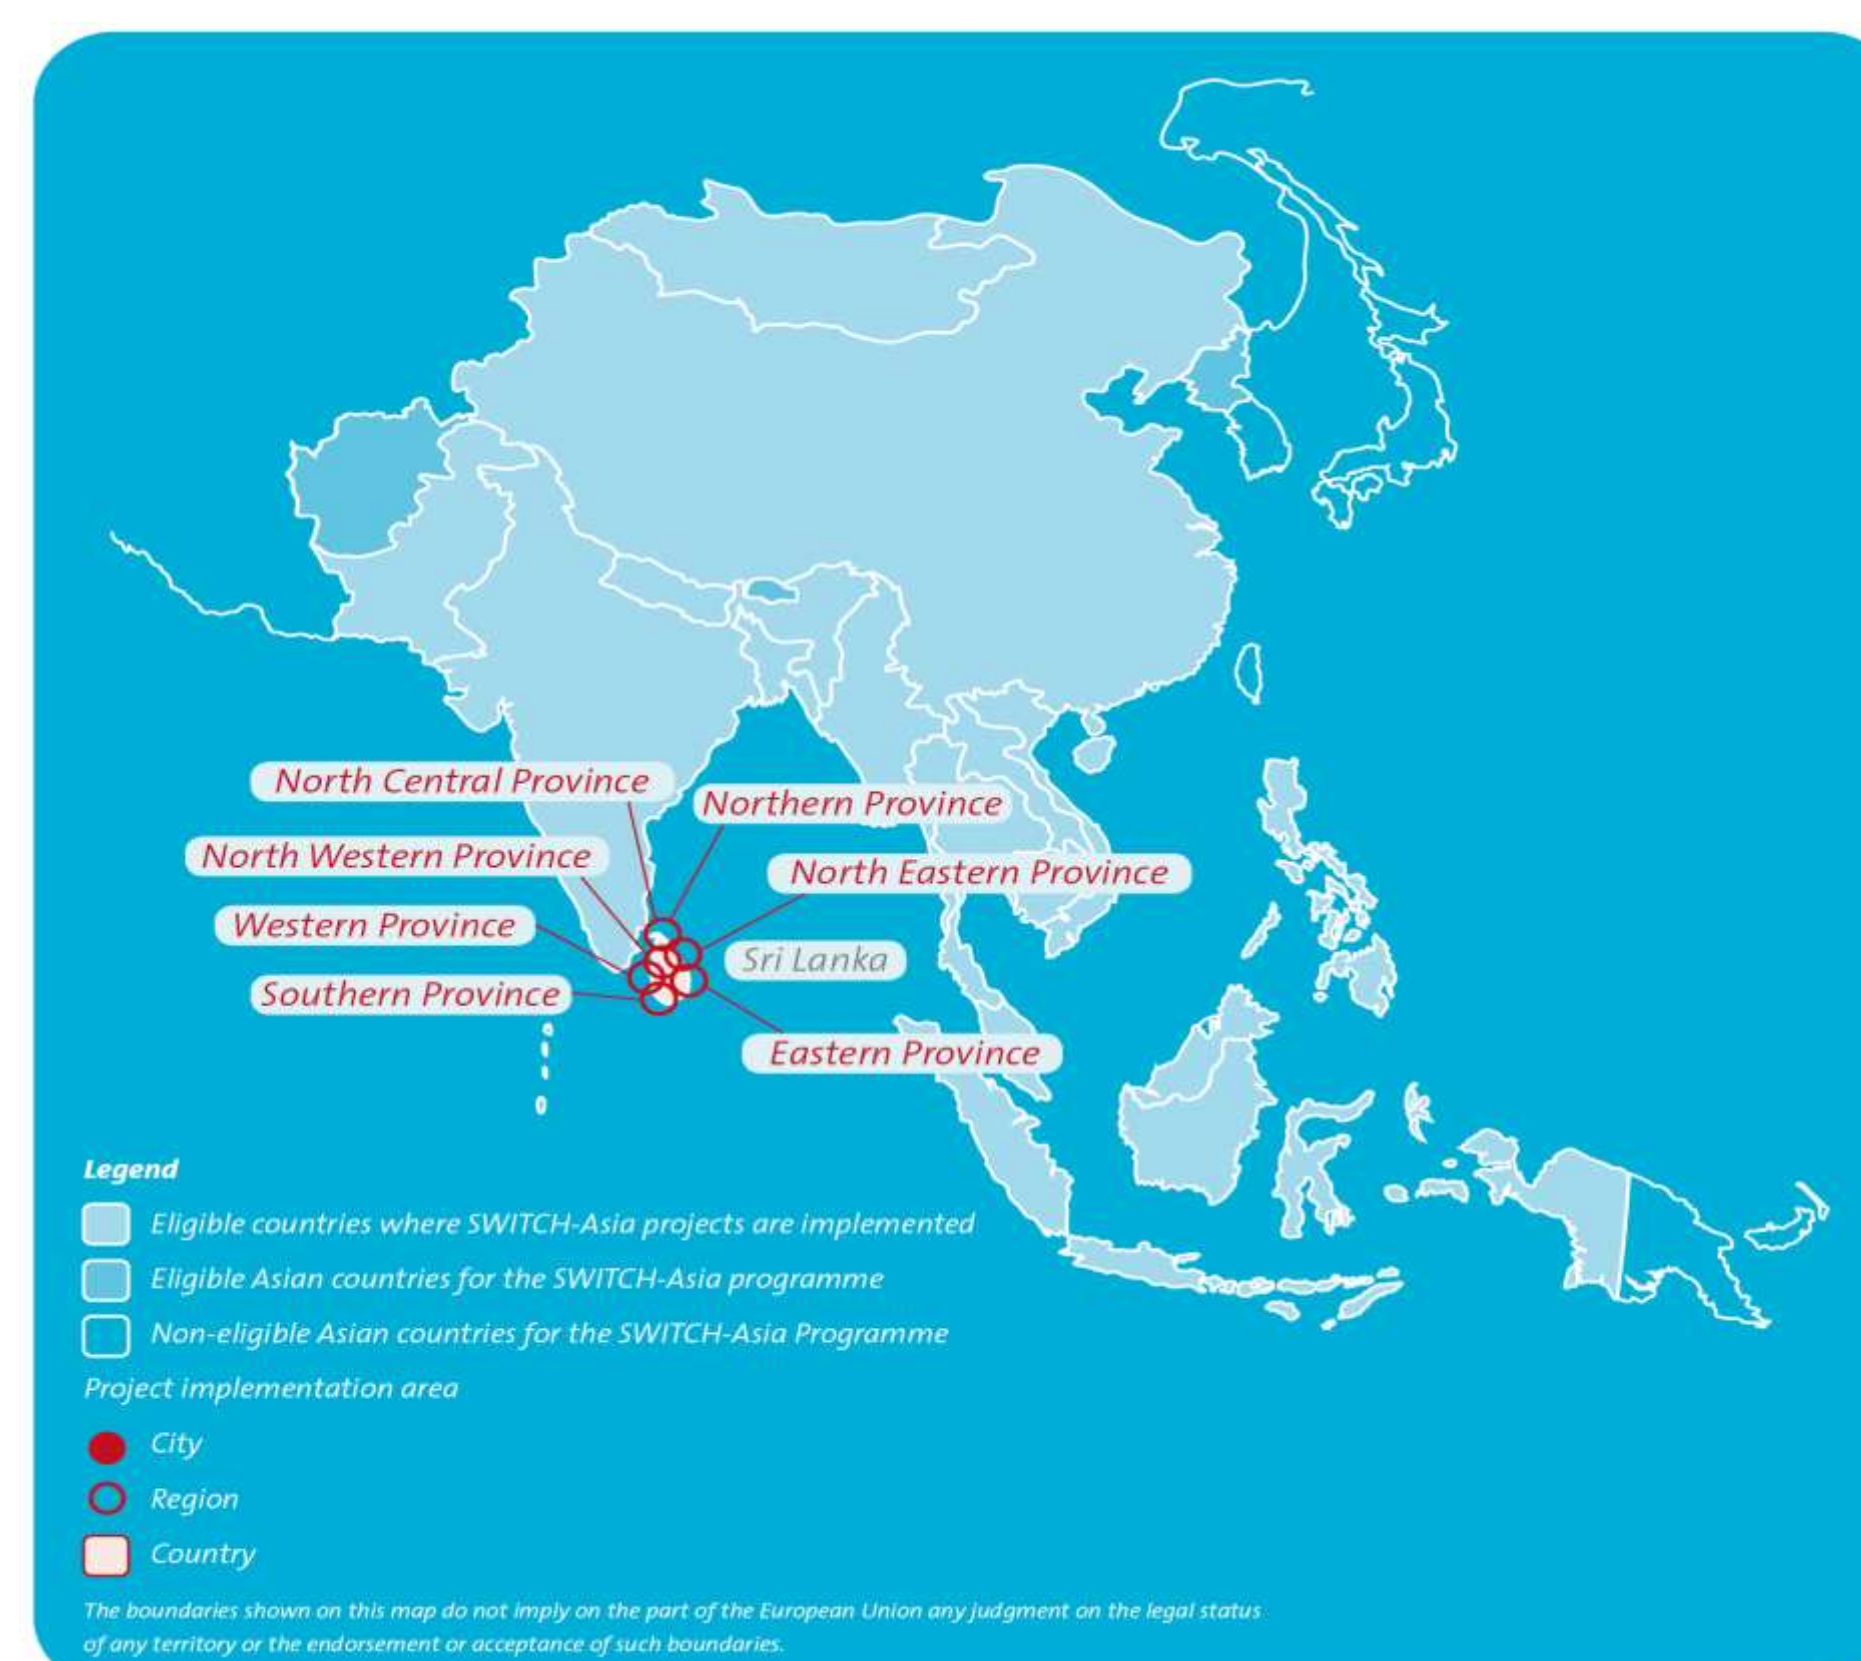 North Central Province
Northern Province
North Western Province
North Eastern Province
Western Province
Sri Lanka
Southern Province
Eastern Province
Legend
Eligible countries where SWITCH-Asia projects are implemented
Eligible Asian countries for the SWITCH-Asia programme
Non-eligible Asian countries for the SWITCH-Asia Programme
Project implementation area
City
Region
Country
The boundaries shown on this map do not imply on the part of the European Union any judgment on the legal status
of any territory or the endorsement or acceptance of such boundaries.